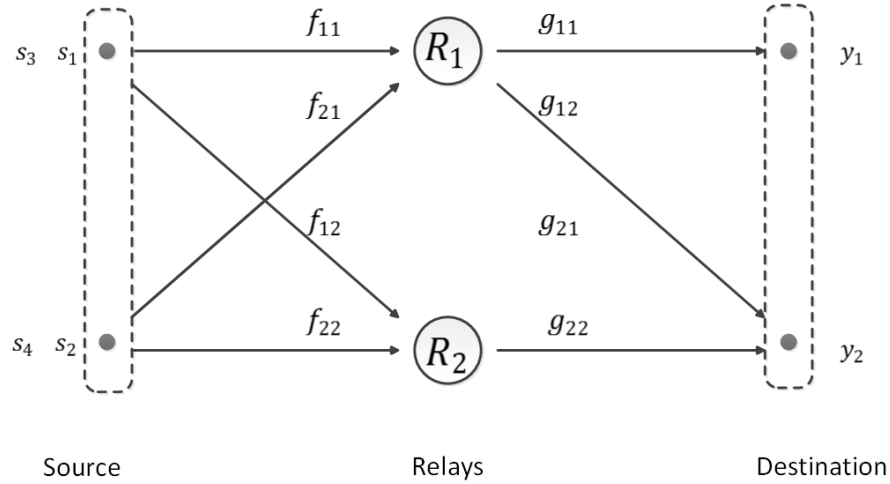 f₁₁ g₁₁
s₃ s₁ R₁ y₁
f₂₁ g₁₂
f₁₂ g₂₁
f₂₂ g₂₂
s₄ s₂ R₂ y₂
Source Relays Destination